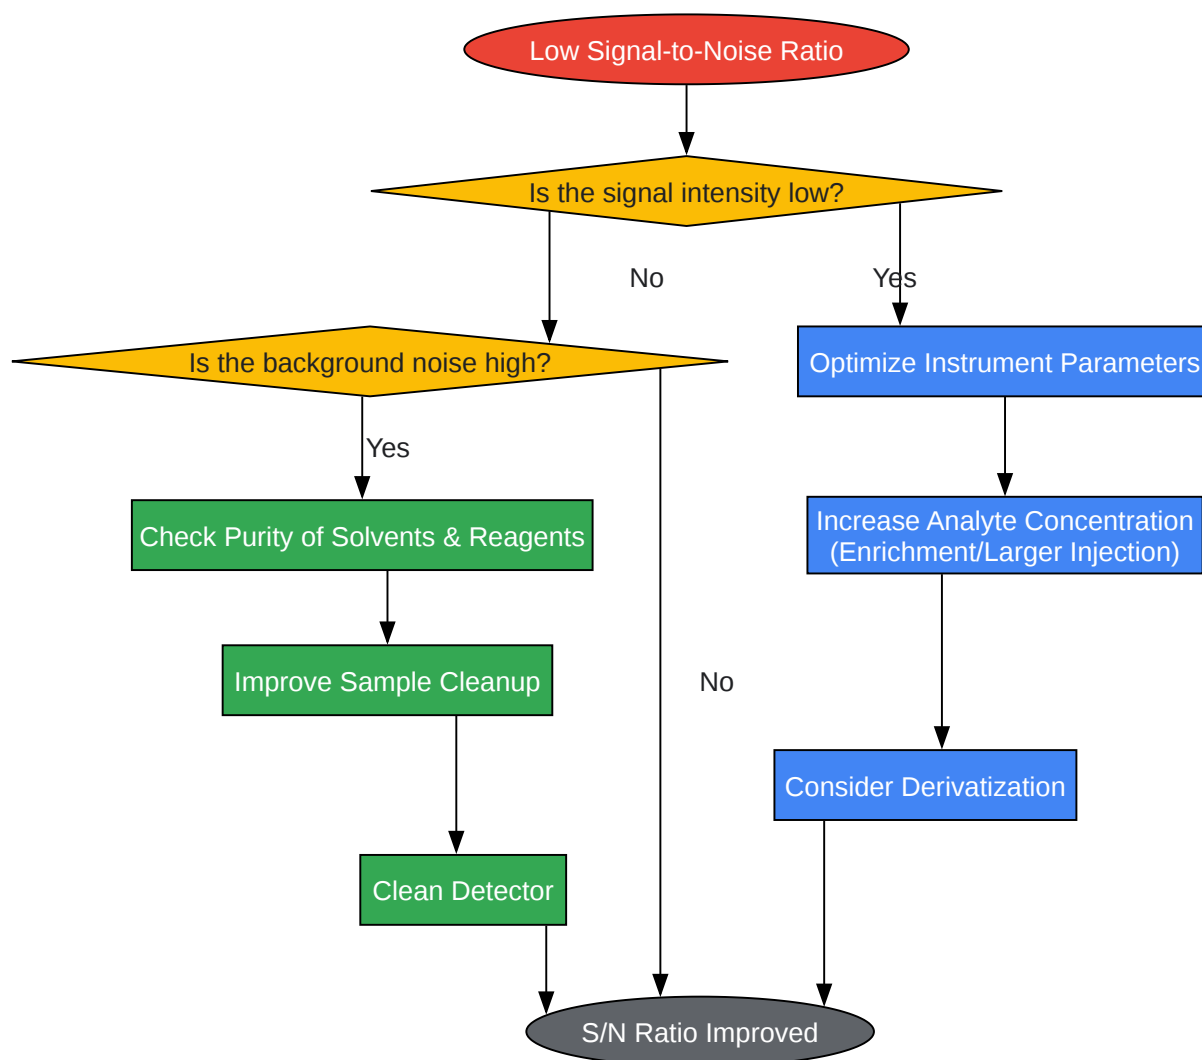 Low Signal-to-Noise Ratio
Is the signal intensity low?
No
Yes
Is the background noise high?
Optimize Instrument Parameters
Yes
Check Purity of Solvents & Reagents
Increase Analyte Concentration
(Enrichment/Larger Injection)
Improve Sample Cleanup
No
Consider Derivatization
Clean Detector
S/N Ratio Improved